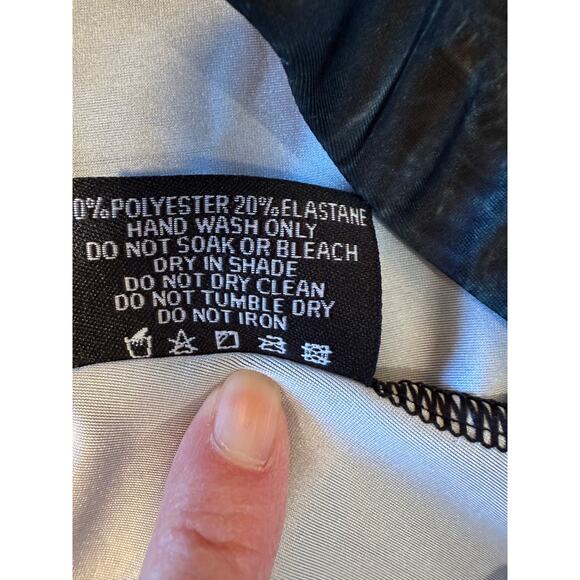 0%POLYESTER 20%ELASTANE
HAND WASH ONLY
DO NOT SOAK OR BLEACH
DRY IN SHADE
DO NOT DRY CLEAN
DO NOT TUMBLE DRY
DO NOT IRON